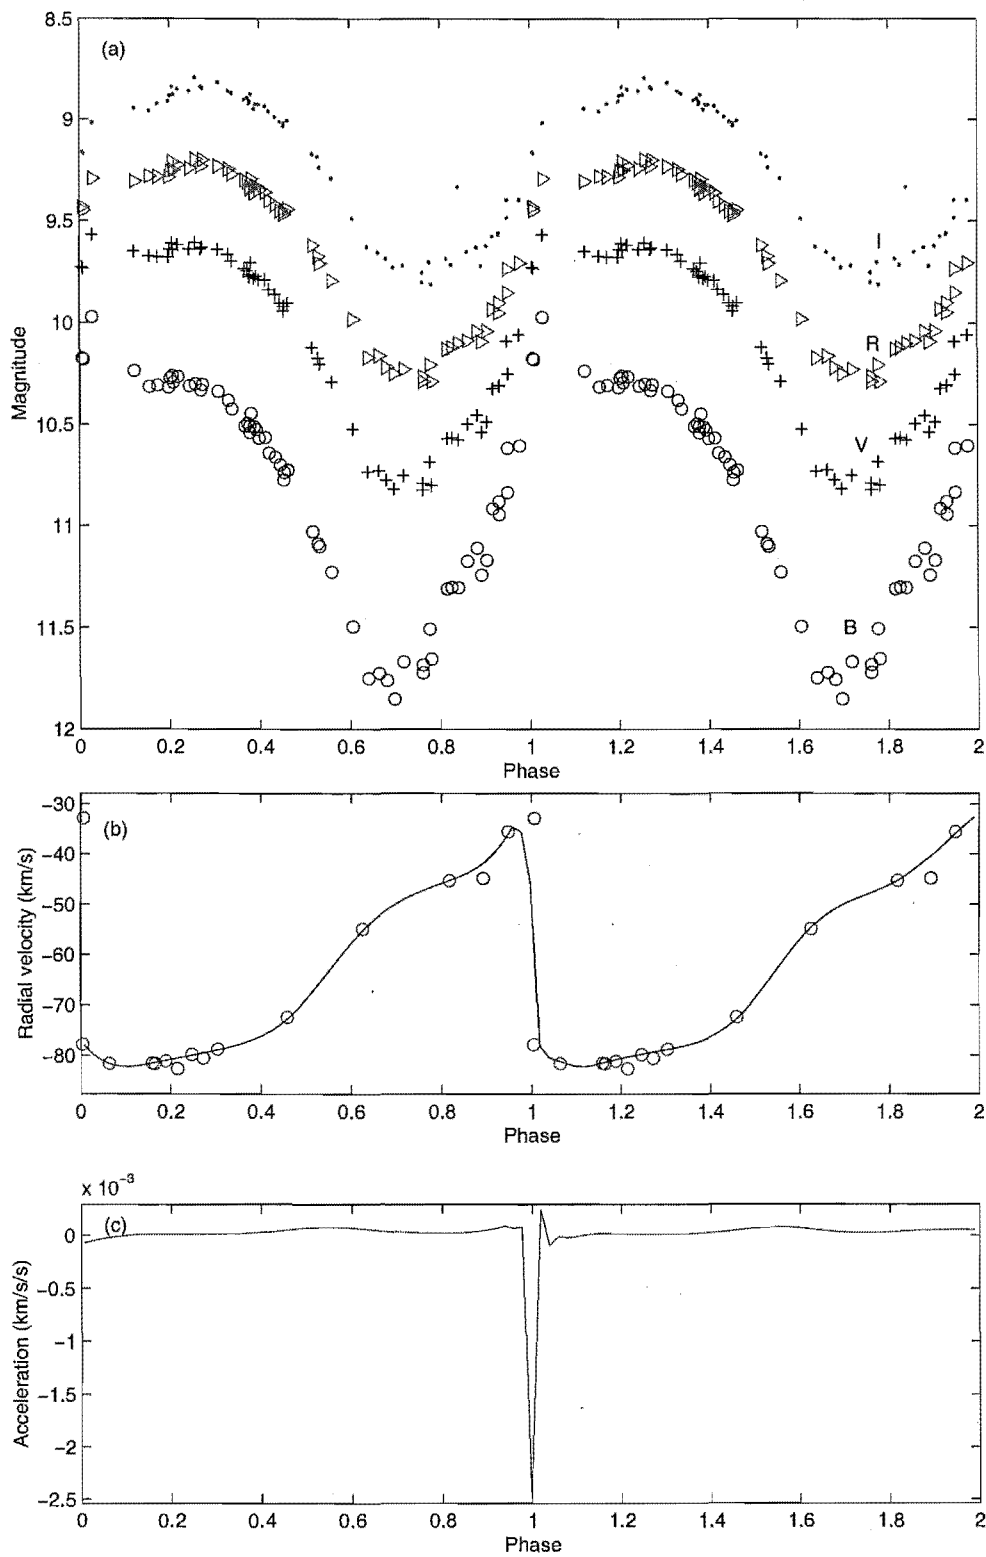 8.5
(a)
9
9.5
I
10
R
10.5
V
11
11.5
B
12
Magnitude
0 0.2 0.4 0.6 0.8 1 1.2 1.4 1.6 1.8 2
Phase
−30
(b)
−40
−50
−60
−70
−80
Radial velocity (km/s)
0 0.2 0.4 0.6 0.8 1 1.2 1.4 1.6 1.8 2
Phase
x 10⁻³
0
(c)
−0.5
−1
−1.5
−2
−2.5
Acceleration (km/s/s)
0 0.2 0.4 0.6 0.8 1 1.2 1.4 1.6 1.8 2
Phase